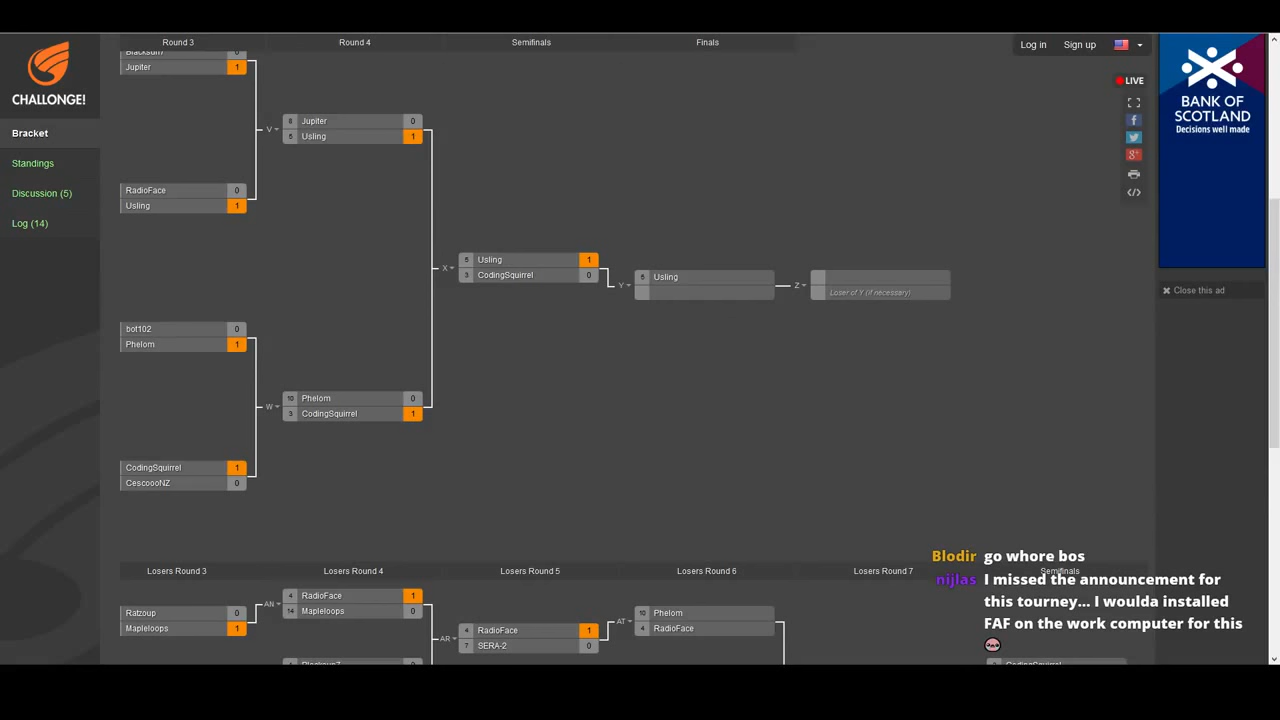 Round 3
Round 4
Semifinals
Finals
Log in
Sign up
CHALLONGE!
Bracket
Standings
Discussion (5)
Log (14)
0
Jupiter 1
V
6 Jupiter 0
5 Usling 1
RadioFace 0
Usling 1
X
5 Usling 1
3 CodingSquirrel 0
Y
5 Usling
Z
Loser of Y (if necessary)
bot102 0
Phelom 1
W
10 Phelom 0
3 CodingSquirrel 1
CodingSquirrel 1
CescoooNZ 0
LIVE
BANK OF
SCOTLAND
Decisions well made
Close this ad
Losers Round 3
Losers Round 4
Losers Round 5
Losers Round 6
Losers Round 7
Semifinals
Ratzoup 0
Mapleloops 1
AN
4 RadioFace 1
14 Mapleloops 0
AR
4 RadioFace 1
7 SERA-2 0
AT
10 Phelom
4 RadioFace
CodingSquirrel
Blodir go whore bos
nijlas I missed the announcement for
this tourney... I woulda installed
FAF on the work computer for this